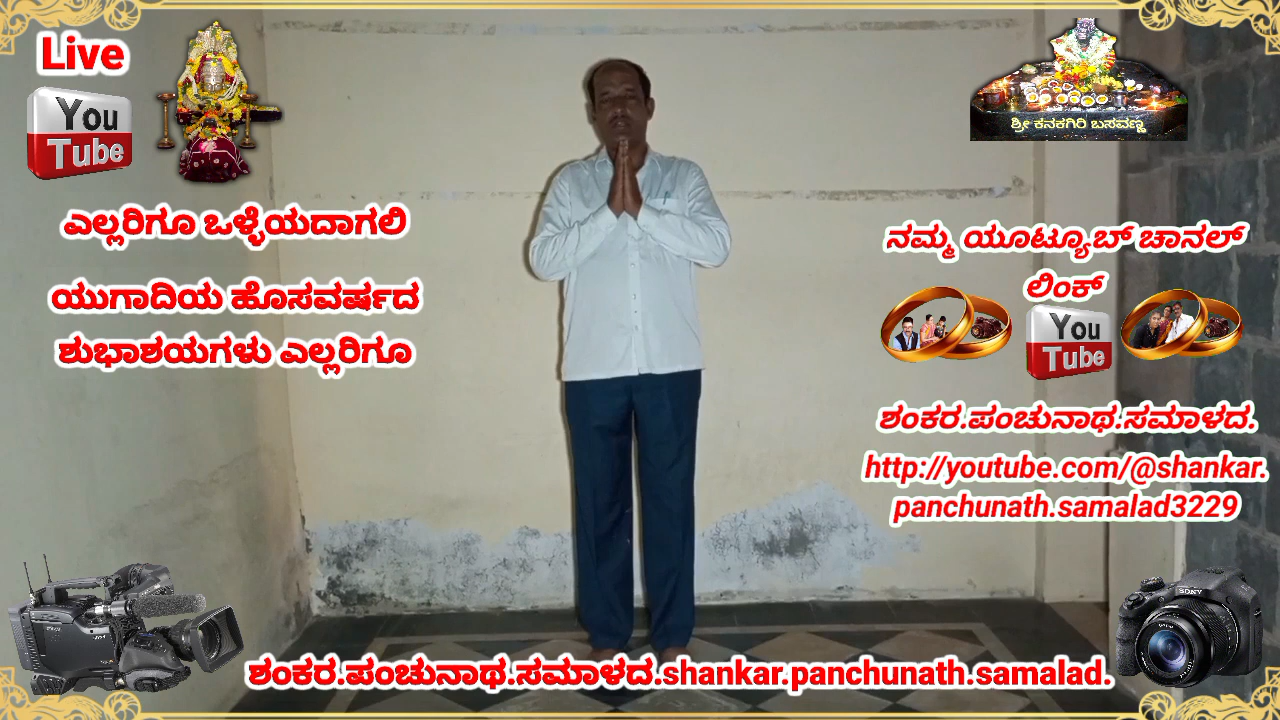 Live
You
Tube
ಶ್ರೀ ಕನಕಗಿರಿ ಬಸವಣ್ಣ
ಎಲ್ಲರಿಗೂ ಒಳ್ಳೆಯದಾಗಲಿ
ಯುಗಾದಿಯ ಹೊಸವರ್ಷದ
ಶುಭಾಶಯಗಳು ಎಲ್ಲರಿಗೂ
ನಮ್ಮ ಯೂಟ್ಯೂಬ್ ಚಾನಲ್
ಲಿಂಕ್
You
Tube
ಶಂಕರ.ಪಂಚುನಾಥ.ಸಮಾಳದ.
http://youtube.com/@shankar.
panchunath.samalad3229
SONY
ಶಂಕರ.ಪಂಚುನಾಥ.ಸಮಾಳದ.shankar.panchunath.samalad.